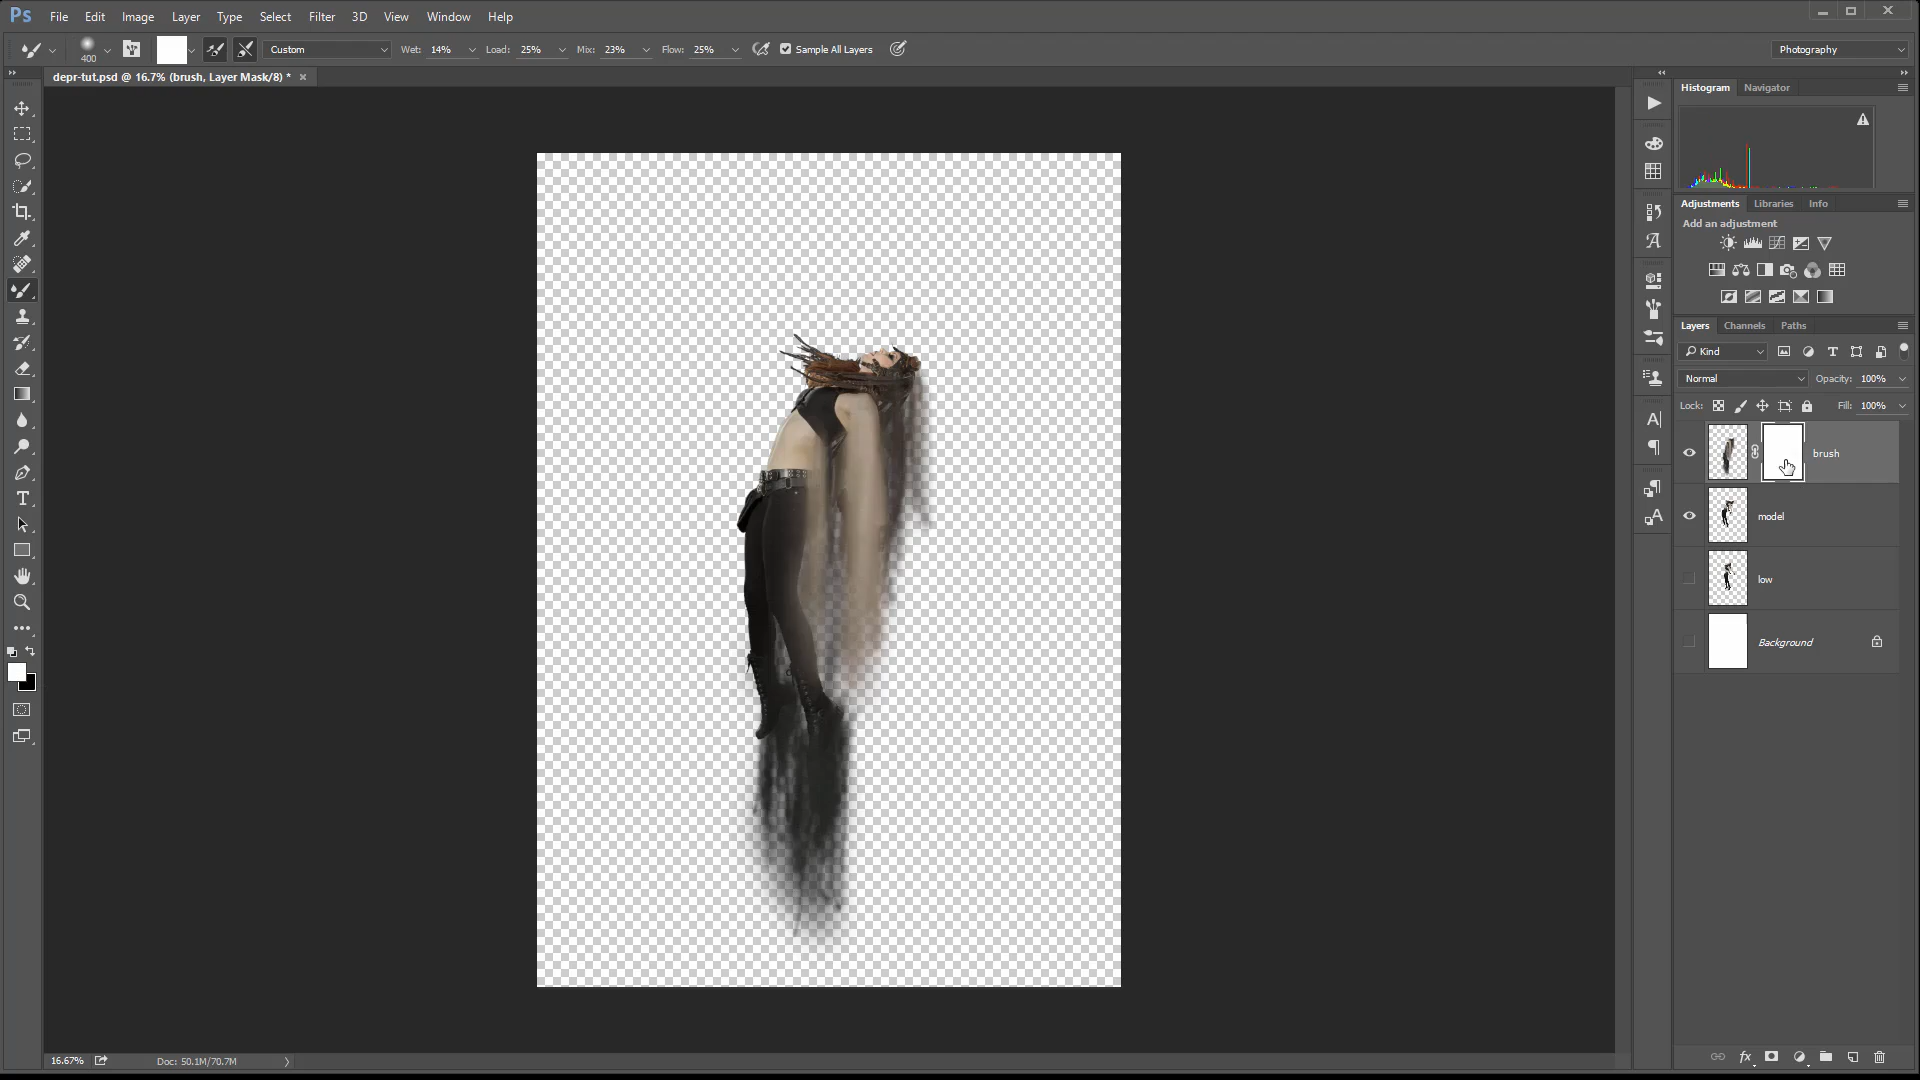 Ps File Edit Image Layer Type Select Filter 3D View Window Help
400 Custom Wet: 14% Load: 25% Mix: 23% Flow: 25% Sample All Layers Photography
depr-tut.psd @ 16.7% (brush, Layer Mask/8) *
Histogram Navigator
Adjustments Libraries Info
Add an adjustment
Layers Channels Paths
Kind
Normal Opacity: 100%
Lock: Fill: 100%
brush
model
low
Background
16.67% Doc: 50.1M/70.7M